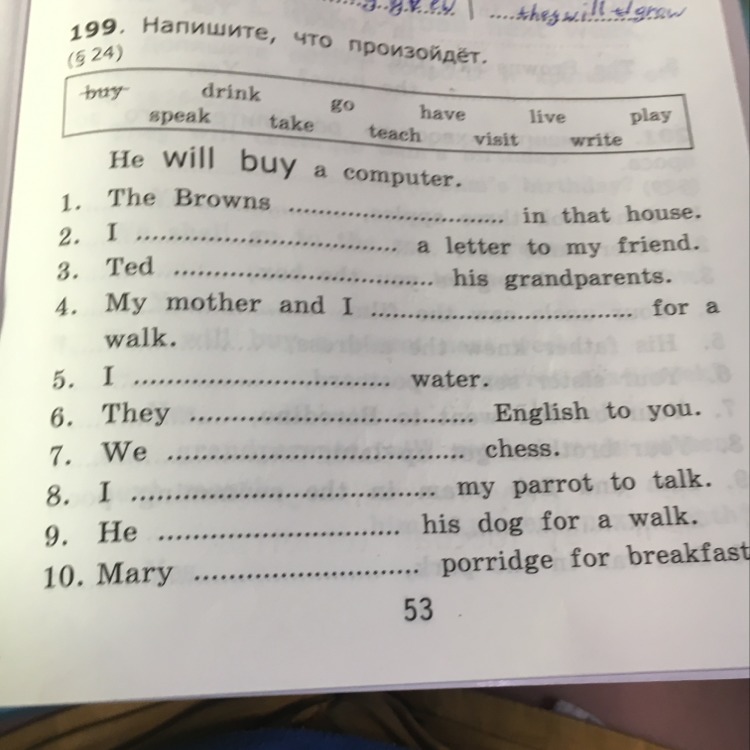 they will grow
199. Напишите, что произойдёт.
(§ 24)
buy drink go have live play
speak take teach visit write
He will buy a computer.
1. The Browns ................................ in that house.
2. I ........................................ a letter to my friend.
3. Ted ........................................ his grandparents.
4. My mother and I ........................................ for a
walk.
5. I ........................................ water.
6. They ........................................ English to you.
7. We ........................................ chess.
8. I ........................................ my parrot to talk.
9. He ................................ his dog for a walk.
10. Mary ................................ porridge for breakfast
53